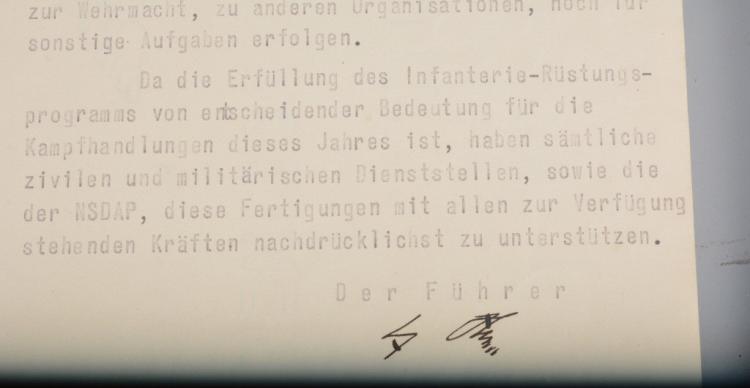 zur Wehrmacht, zu anderen Organisationen, noch für
sonstige Aufgaben erfolgen.
Da die Erfüllung des Infanterie-Rüstungs-
programms von entscheidender Bedeutung für die
Kampfhandlungen dieses Jahres ist, haben sämtliche
zivilen und militärischen Dienststellen, sowie die
der NSDAP, diese Fertigungen mit allen zur Verfügung
stehenden Kräften nachdrücklichst zu unterstützen.
Der Führer